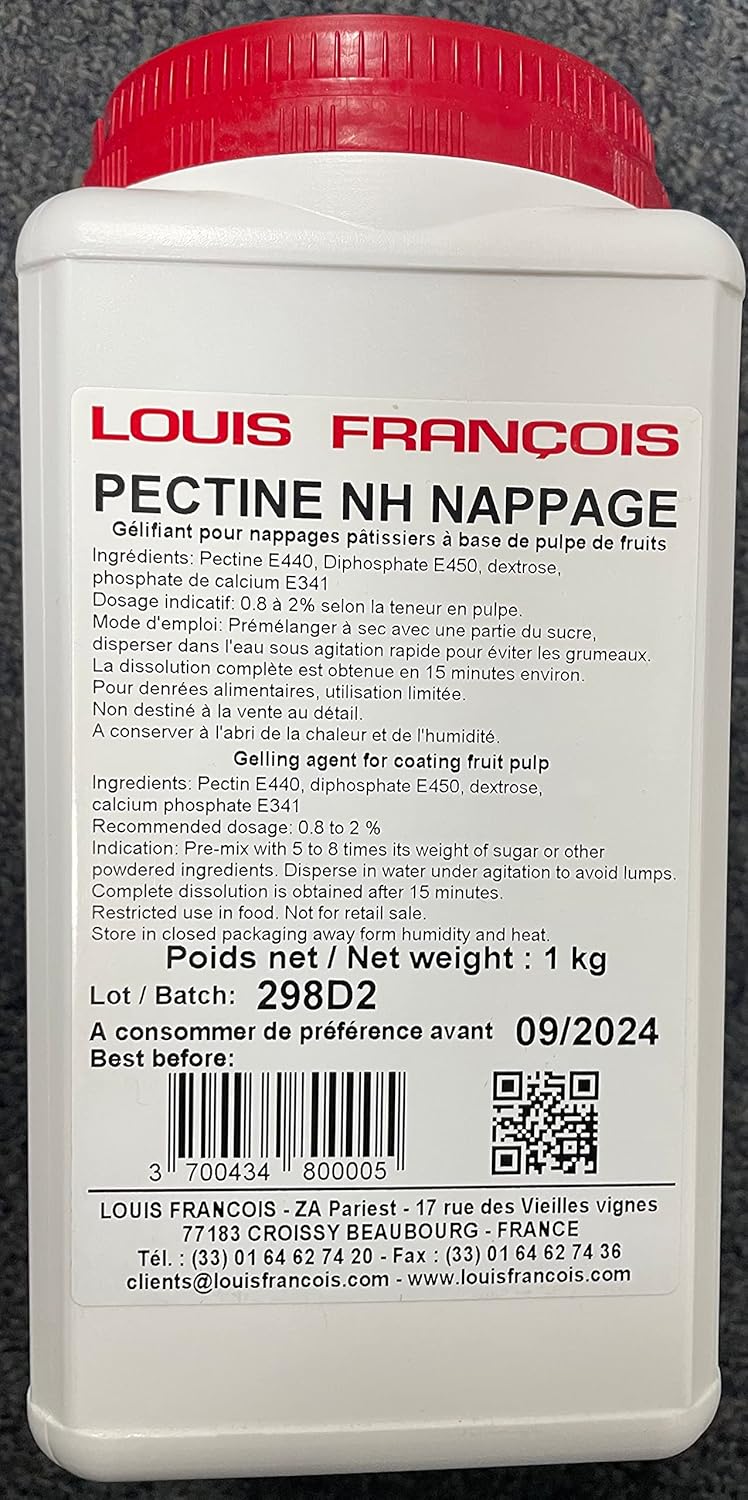 LOUIS FRANÇOIS
PECTINE NH NAPPAGE
Gélifiant pour nappages pâtissiers à base de pulpe de fruits
Ingrédients: Pectine E440, Diphosphate E450, dextrose,
phosphate de calcium E341
Dosage indicatif: 0.8 à 2% selon la teneur en pulpe.
Mode d'emploi: Prémélanger à sec avec une partie du sucre,
disperser dans l'eau sous agitation rapide pour éviter les grumeaux.
La dissolution complète est obtenue en 15 minutes environ.
Pour denrées alimentaires, utilisation limitée.
Non destiné à la vente au détail.
A conserver à l'abri de la chaleur et de l'humidité.
Gelling agent for coating fruit pulp
Ingredients: Pectin E440, diphosphate E450, dextrose,
calcium phosphate E341
Recommended dosage: 0.8 to 2 %
Indication: Pre-mix with 5 to 8 times its weight of sugar or other
powdered ingredients. Disperse in water under agitation to avoid lumps.
Complete dissolution is obtained after 15 minutes.
Restricted use in food. Not for retail sale.
Store in closed packaging away form humidity and heat.
Poids net / Net weight : 1 kg
Lot / Batch: 298D2
A consommer de préférence avant 09/2024
Best before:
3 700434 800005
LOUIS FRANCOIS - ZA Pariest - 17 rue des Vieilles vignes
77183 CROISSY BEAUBOURG - FRANCE
Tél. : (33) 01 64 62 74 20 - Fax : (33) 01 64 62 74 36
clients@louisfrancois.com - www.louisfrancois.com